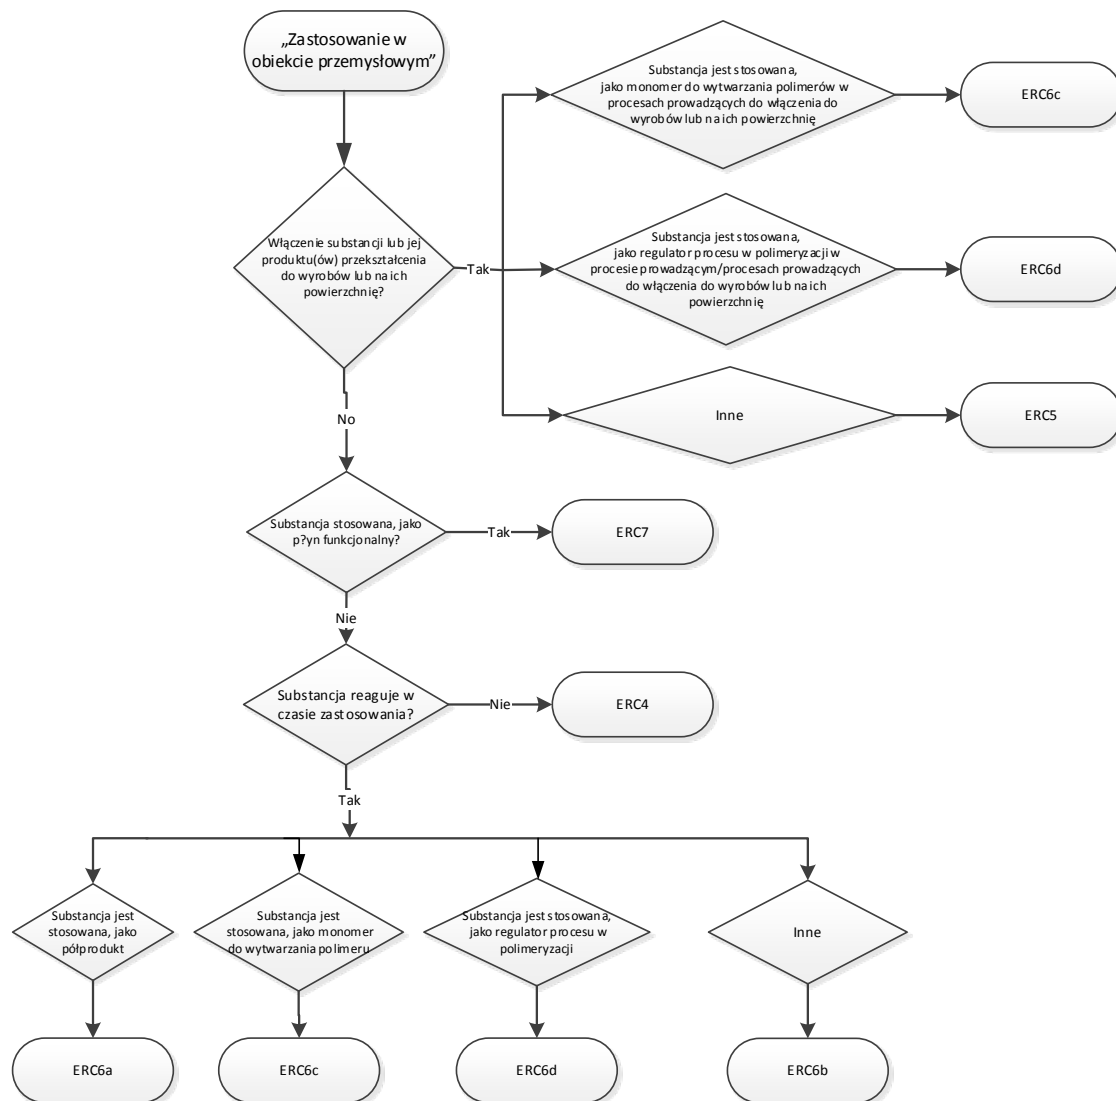 „Zastosowanie w
obiekcie przemysłowym”
Substancja jest stosowana,
jako monomer do wytwarzania polimerów w
procesach prowadzących do włączenia do
wyrobów lub na ich powierzchnię
ERC6c
Włączenie substancji lub jej
produktu(ów) przekształcenia
do wyrobów lub na ich
powierzchnię?
Tak
Substancja jest stosowana,
jako regulator procesu w polimeryzacji w
procesie prowadzącym/procesach prowadzących
do włączenia do wyrobów lub na ich
powierzchnię
ERC6d
Inne
ERC5
No
Substancja stosowana, jako
p?yn funkcjonalny?
Tak
ERC7
Nie
Substancja reaguje w
czasie zastosowania?
Nie
ERC4
Tak
Substancja jest
stosowana, jako
półprodukt
Substancja jest
stosowana, jako monomer
do wytwarzania polimeru
Substancja jest stosowana,
jako regulator procesu w
polimeryzacji
Inne
ERC6a
ERC6c
ERC6d
ERC6b